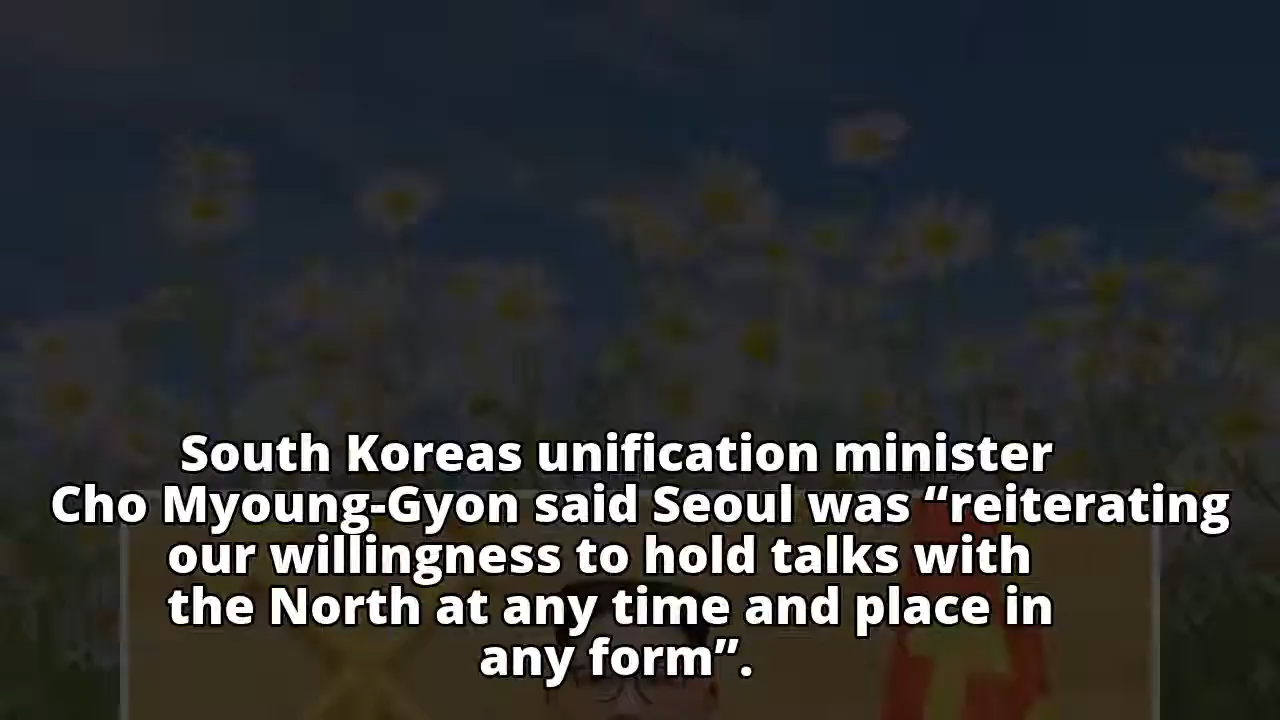 South Koreas unification minister
Cho Myoung-Gyon said Seoul was “reiterating
our willingness to hold talks with
the North at any time and place in
any form”.